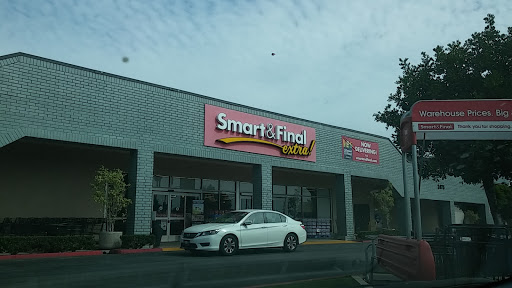 Smart&Final
extra!
NOW
DELIVERING!
Warehouse Prices. Big
Smart&Final
Thank you for shopping